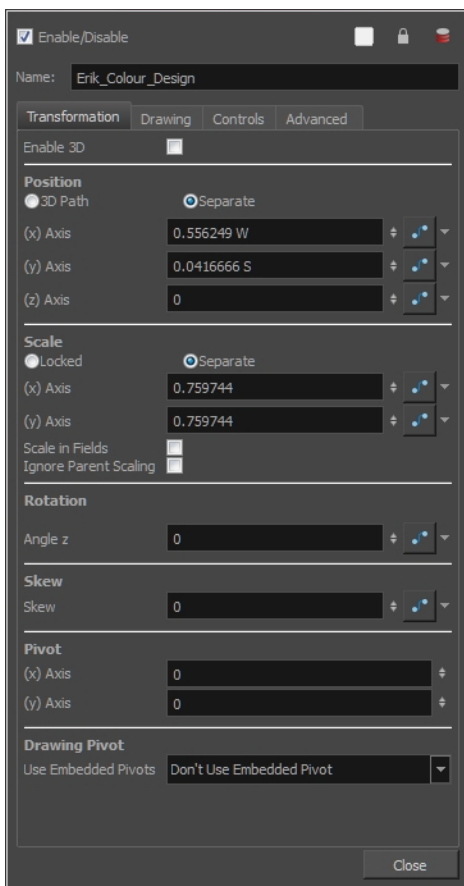 Enable/Disable
Name: Erik_Colour_Design
Transformation Drawing Controls Advanced
Enable 3D
Position
3D Path Separate
(x) Axis 0.556249 W
(y) Axis 0.0416666 S
(z) Axis 0
Scale
Locked Separate
(x) Axis 0.759744
(y) Axis 0.759744
Scale in Fields
Ignore Parent Scaling
Rotation
Angle z 0
Skew
Skew 0
Pivot
(x) Axis 0
(y) Axis 0
Drawing Pivot
Use Embedded Pivots Don't Use Embedded Pivot
Close